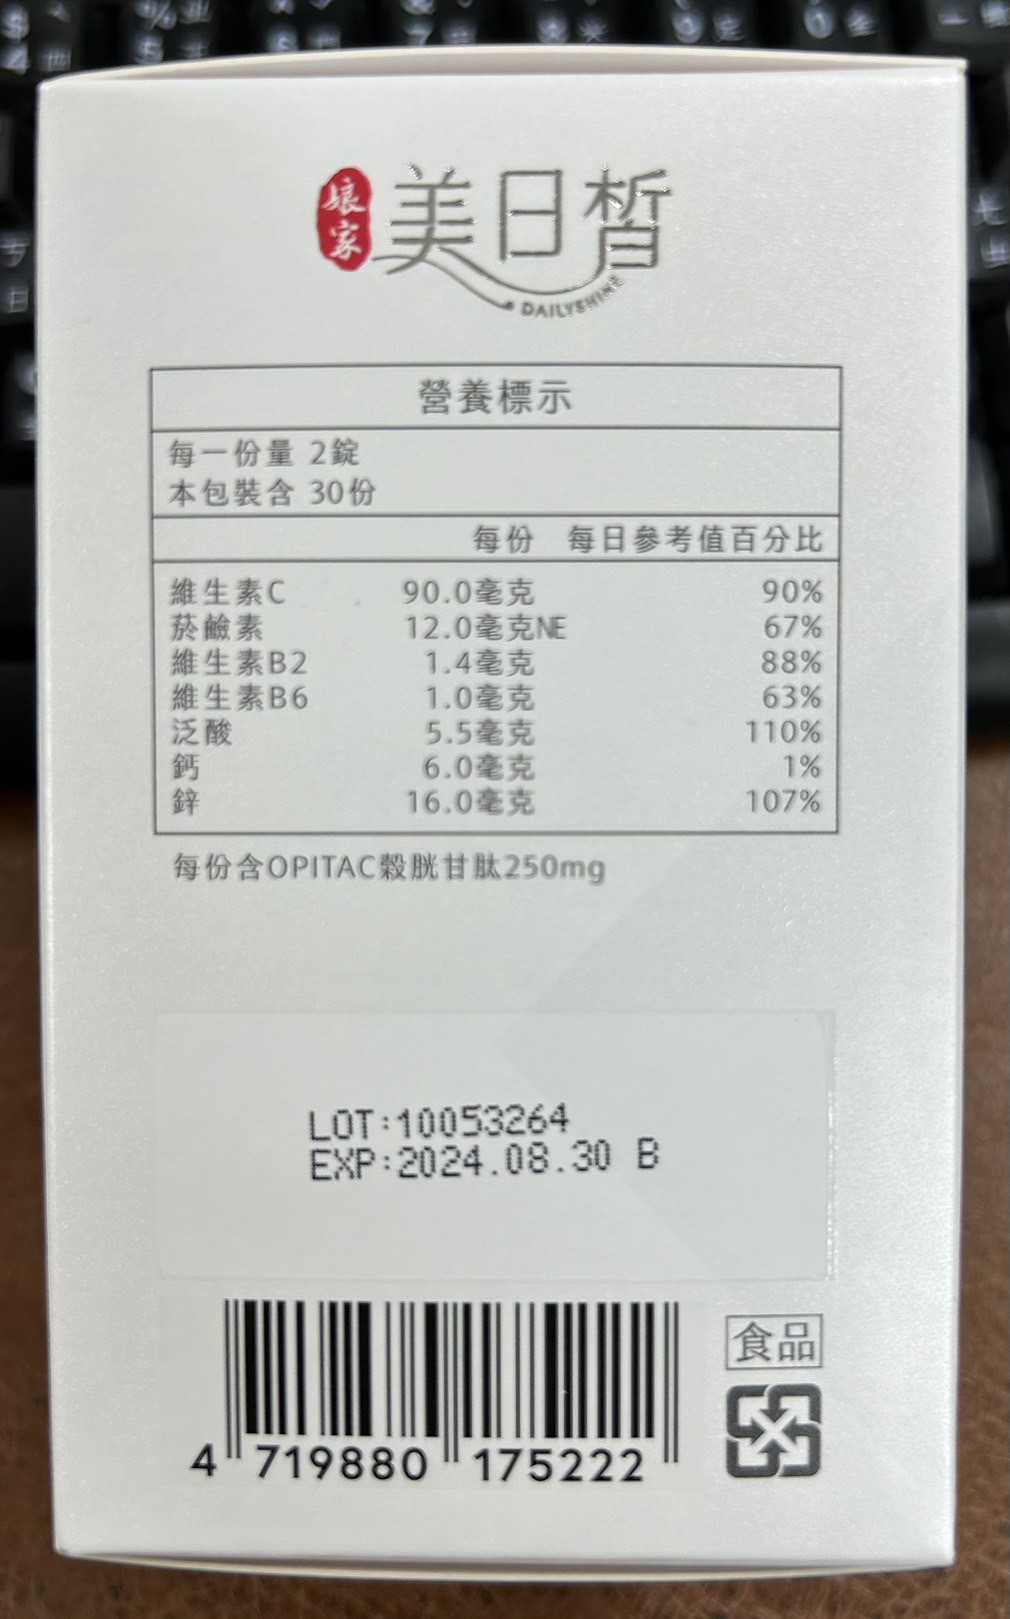 娘家
美日皙
DAILYSHINE
營養標示
每一份量 2錠
本包裝含 30份
每份 每日參考值百分比
維生素C 90.0毫克 90%
菸鹼素 12.0毫克NE 67%
維生素B2 1.4毫克 88%
維生素B6 1.0毫克 63%
泛酸 5.5毫克 110%
鈣 6.0毫克 1%
鋅 16.0毫克 107%
每份含OPITAC穀胱甘肽250mg
LOT:10053264
EXP:2024.08.30 B
食品
4 719880 175222